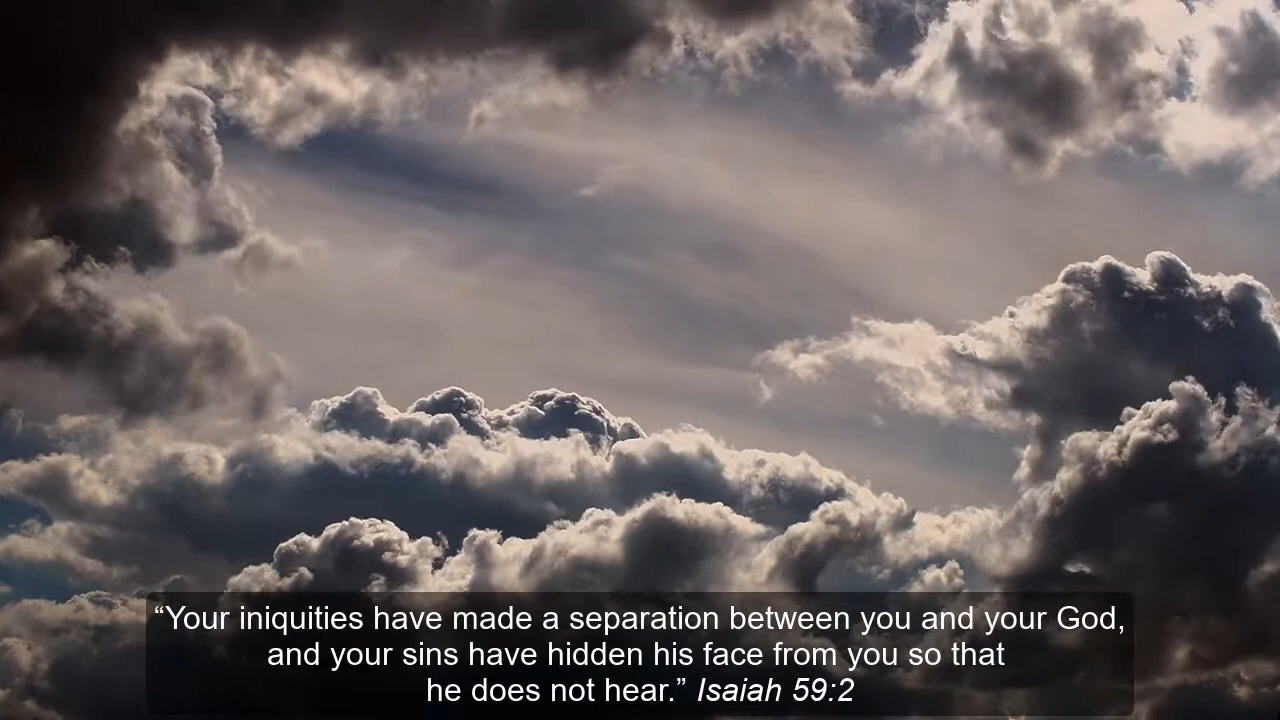 “Your iniquities have made a separation between you and your God,
and your sins have hidden his face from you so that
he does not hear.” Isaiah 59:2